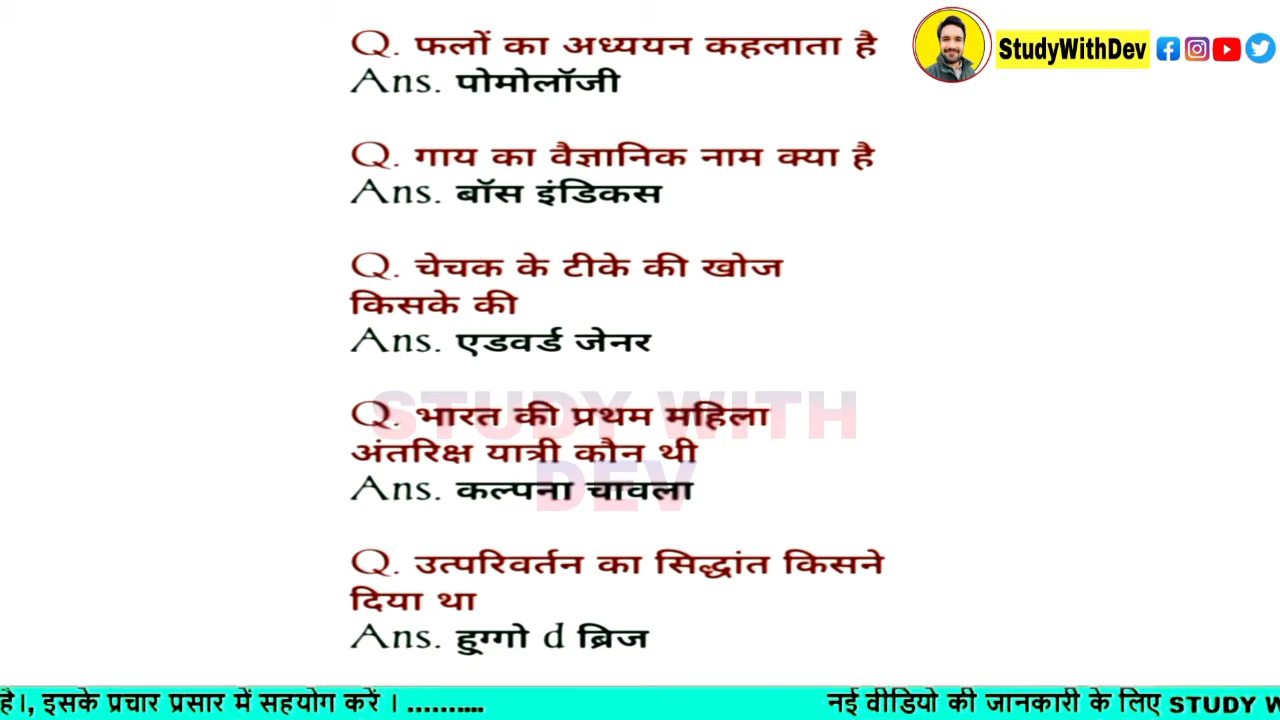 StudyWithDev
Q. फलों का अध्ययन कहलाता है
Ans. पोमोलॉजी
Q. गाय का वैज्ञानिक नाम क्या है
Ans. बॉस इंडिकस
Q. चेचक के टीके की खोज
किसके की
Ans. एडवर्ड जेनर
STUDY WITH
DEV
Q. भारत की प्रथम महिला
अंतरिक्ष यात्री कौन थी
Ans. कल्पना चावला
Q. उत्परिवर्तन का सिद्धांत किसने
दिया था
Ans. हुग्गो d ब्रिज
है।, इसके प्रचार प्रसार में सहयोग करें । .......... नई वीडियो की जानकारी के लिए STUDY W